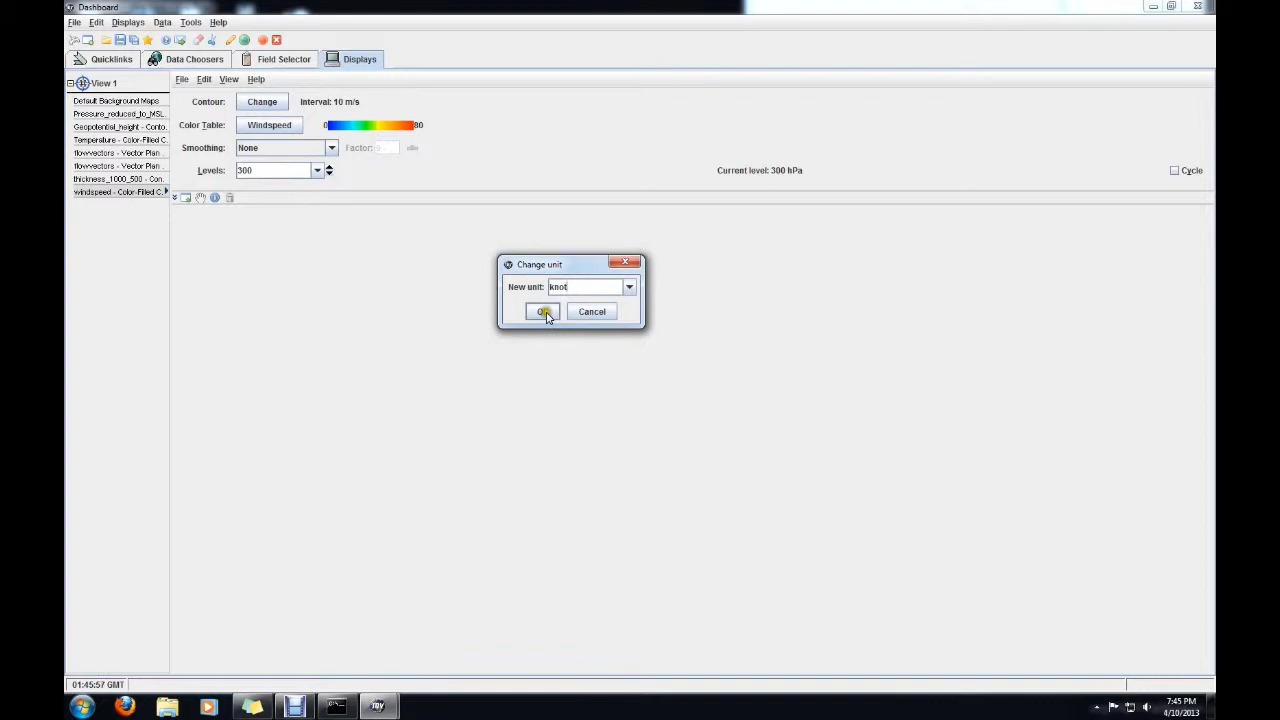 Dashboard
File Edit Displays Data Tools Help
Quicklinks Data Choosers Field Selector Displays
View 1
Default Background Maps
Pressure_reduced_to_MSL..
Geopotential_height - Conto..
Temperature - Color-Filled C..
flowvectors - Vector Plan ..
flowvectors - Vector Plan ..
thickness_1000_500 - Con..
windspeed - Color-Filled C..
File Edit View Help
Contour: Change Interval: 10 m/s
Color Table: Windspeed 0 80
Smoothing: None Factor:
Levels: 300 Current level: 300 hPa Cycle
Change unit
New unit: knot
Cancel
01:45:57 GMT
IDV
7:45 PM
4/10/2013